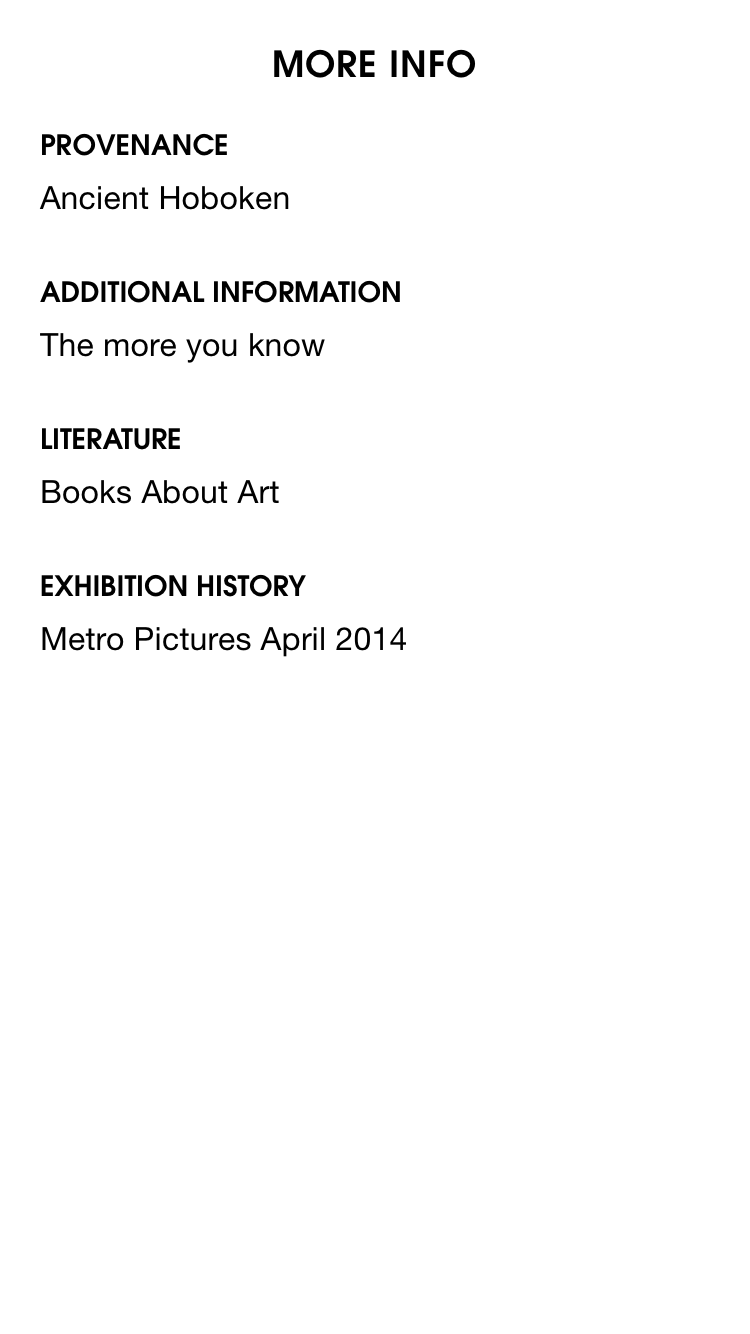 MORE INFO
PROVENANCE
Ancient Hoboken
ADDITIONAL INFORMATION
The more you know
LITERATURE
Books About Art
EXHIBITION HISTORY
Metro Pictures April 2014